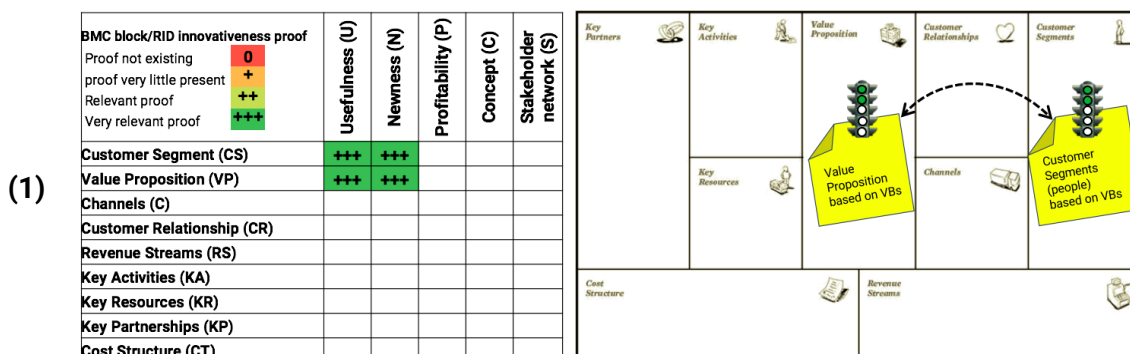 (1)
BMC block/RID innovativeness proof
Proof not existing 0
proof very little present +
Relevant proof ++
Very relevant proof +++
Usefulness (U)
Newness (N)
Profitability (P)
Concept (C)
Stakeholder
network (S)
Customer Segment (CS) +++ +++
Value Proposition (VP) +++ +++
Channels (C)
Customer Relationship (CR)
Revenue Streams (RS)
Key Activities (KA)
Key Resources (KR)
Key Partnerships (KP)
Cost Structure (CT)
Key
Partners
Key
Activities
Value
Proposition
Customer
Relationships
Customer
Segments
Value
Proposition
based on VBs
Customer
Segments
(people)
based on VBs
Key
Resources
Channels
Cost
Structure
Revenue
Streams